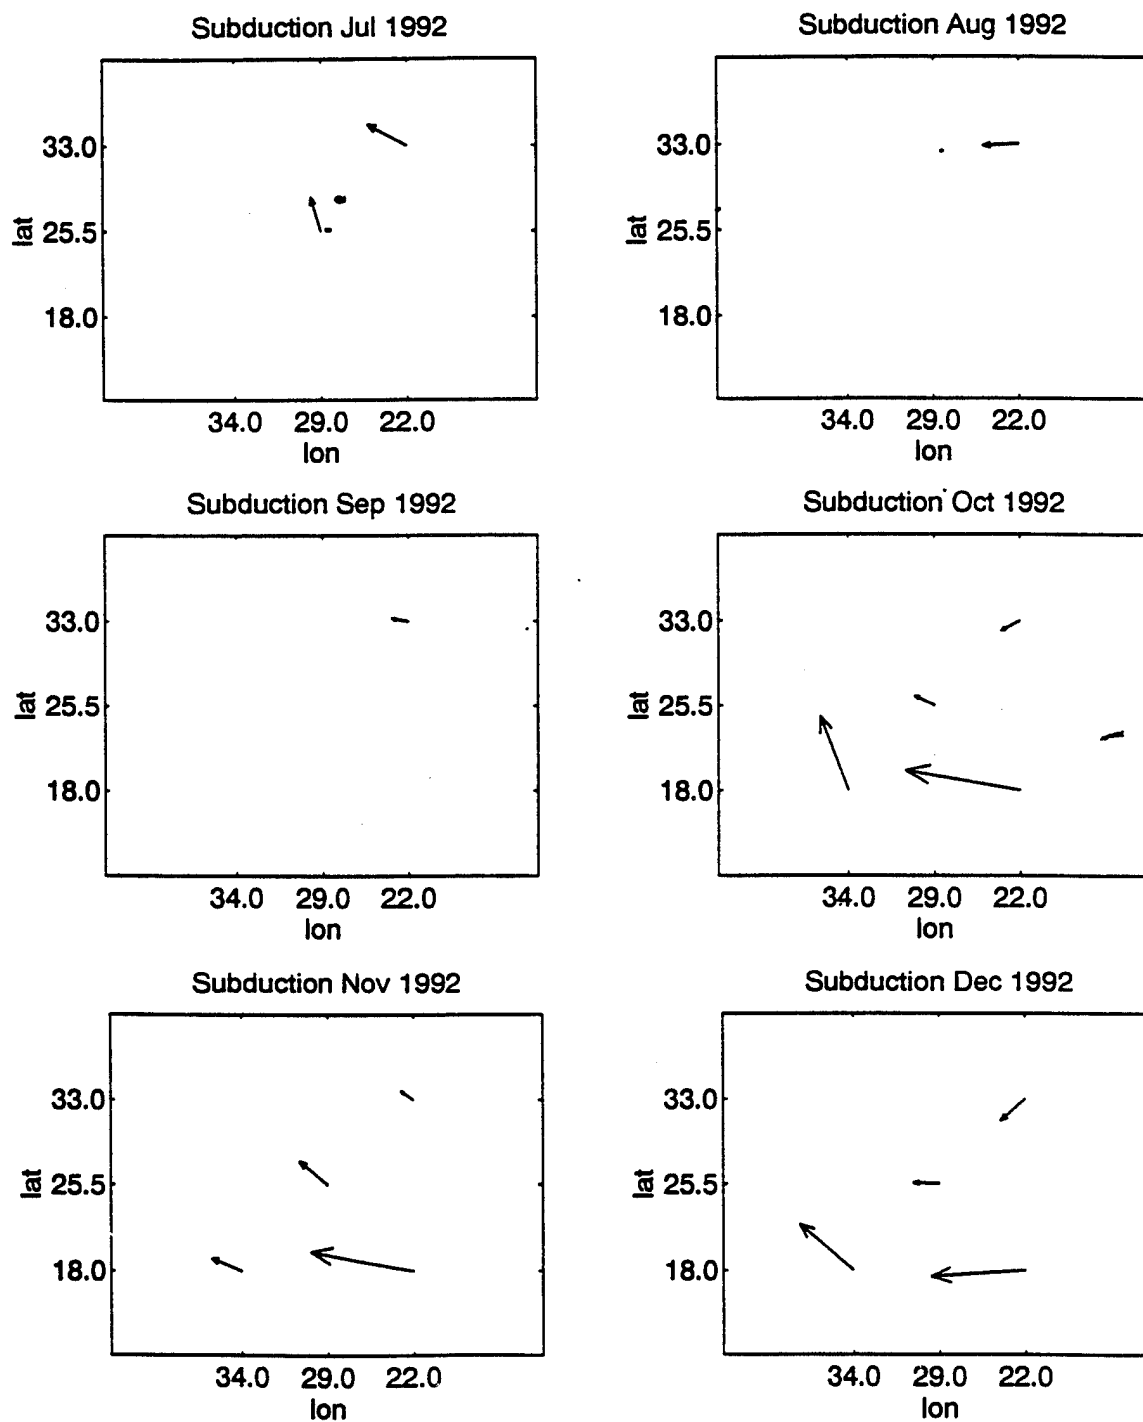 Subduction Jul 1992
33.0
lat 25.5
18.0
34.0 29.0 22.0
lon
Subduction Aug 1992
33.0
lat 25.5
18.0
34.0 29.0 22.0
lon
Subduction Sep 1992
33.0
lat 25.5
18.0
34.0 29.0 22.0
lon
Subduction Oct 1992
33.0
lat 25.5
18.0
34.0 29.0 22.0
lon
Subduction Nov 1992
33.0
lat 25.5
18.0
34.0 29.0 22.0
lon
Subduction Dec 1992
33.0
lat 25.5
18.0
34.0 29.0 22.0
lon